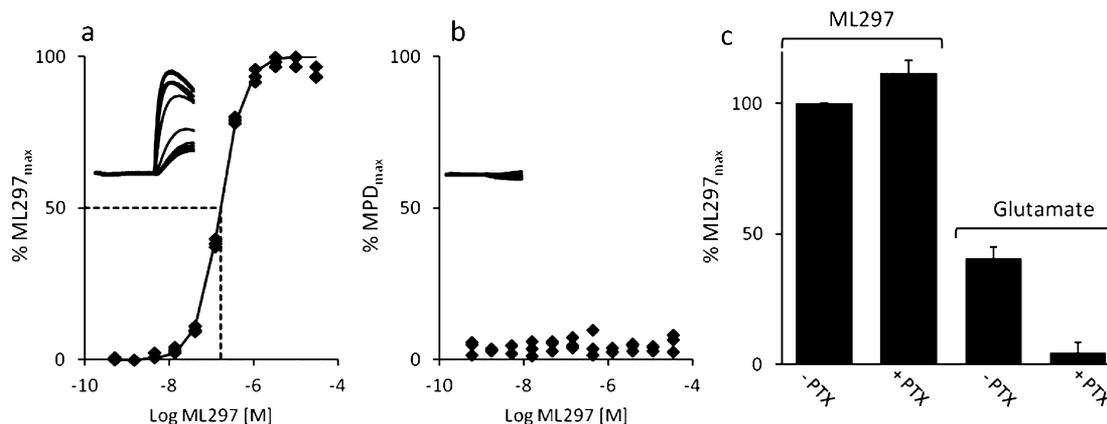 a
100
50
0
% ML297max
-10
-8
-6
-4
Log ML297 [M]
b
100
50
0
% MPDmax
-10
-8
-6
-4
Log ML297 [M]
c
ML297
Glutamate
100
50
0
% ML297max
- PTX
+ PTX
- PTX
+ PTX